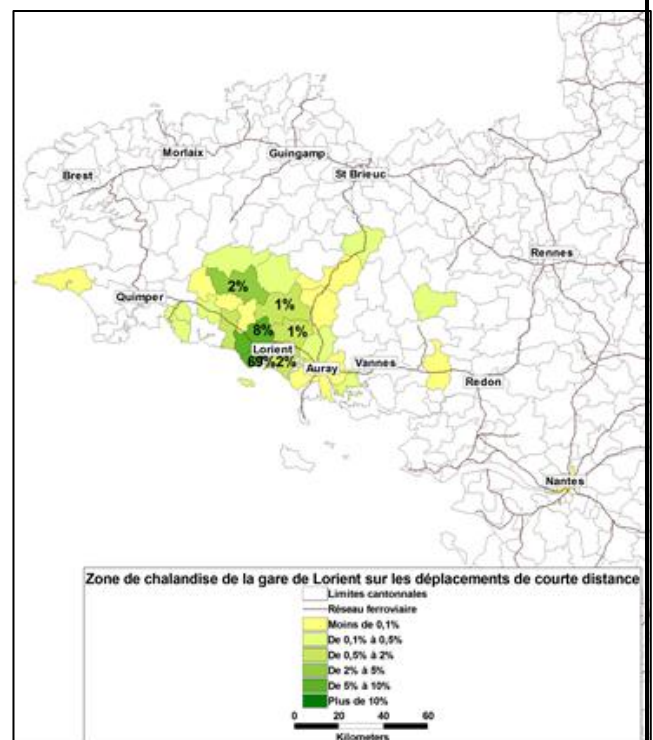 Morlaix
Guingamp
Brest
St Brieuc
Rennes
2%
Quimper
1%
8% 1%
Lorient
69% 2%
Auray
Vannes
Redon
Nantes
Zone de chalandise de la gare de Lorient sur les déplacements de courte distance
Limites cantonnales
Réseau ferroviaire
Moins de 0,1%
De 0,1% à 0,5%
De 0,5% à 2%
De 2% à 5%
De 5% à 10%
Plus de 10%
0 20 40 60
Kilometers